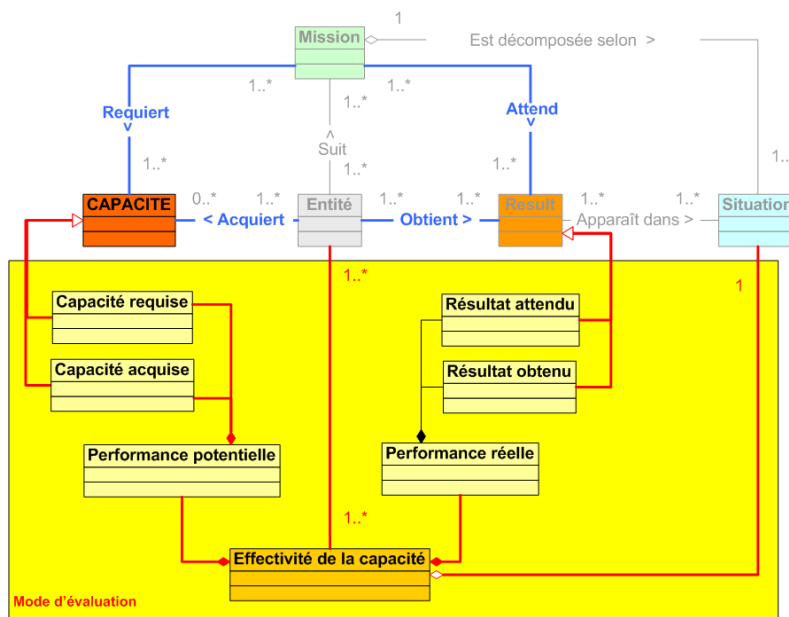 1
Mission
Est décomposée selon >
1..*
1..*
1..*
Requiert
<
Attend
<
>
Suit
1..*
1..*
1..*
1..
CAPACITE
0..*
1..*
Entité
1..*
1..*
Result
1..*
1..*
Situation
< Acquiert
Obtient >
Apparaît dans >
1..*
1
Capacité requise
Résultat attendu
Capacité acquise
Résultat obtenu
Performance potentielle
Performance réelle
1..*
Effectivité de la capacité
Mode d'évaluation